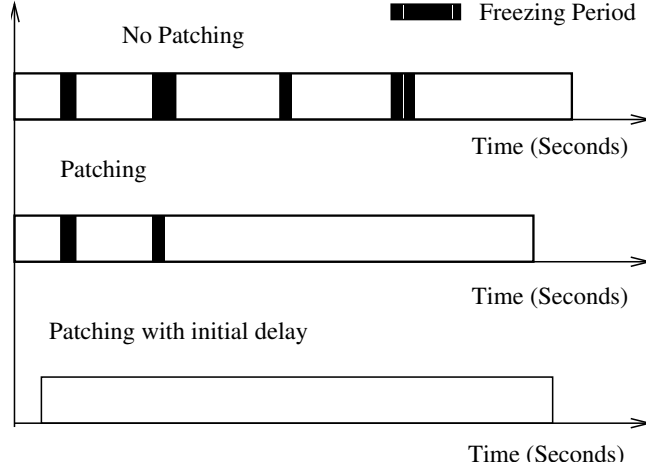 Freezing Period
No Patching
Time (Seconds)
Patching
Time (Seconds)
Patching with initial delay
Time (Seconds)